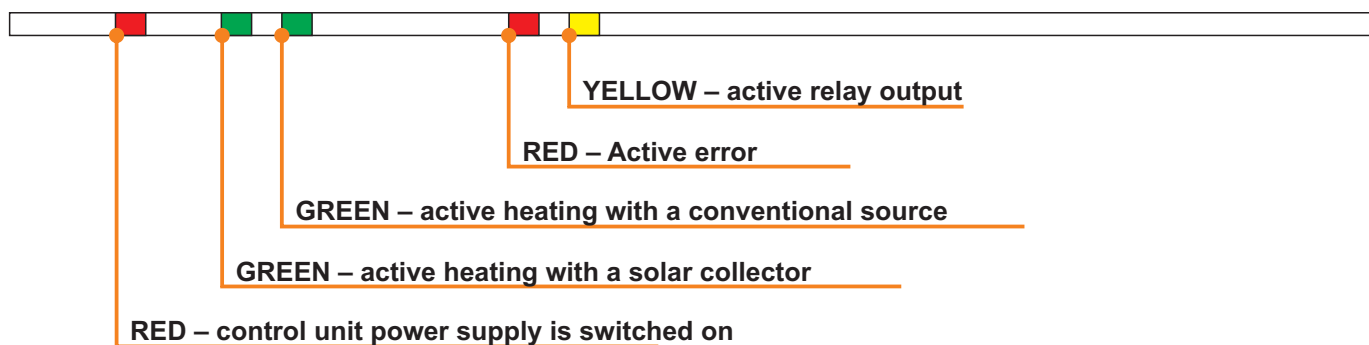 YELLOW – active relay output
RED – Active error
GREEN – active heating with a conventional source
GREEN – active heating with a solar collector
RED – control unit power supply is switched on